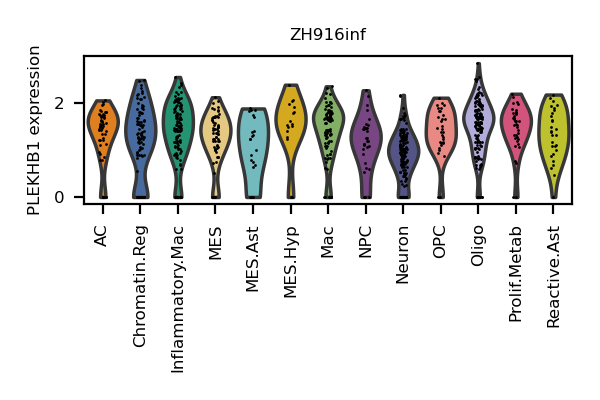 ZH916inf
PLEKHB1 expression
2
0
AC
Chromatin.Reg
Inflammatory.Mac
MES
MES.Ast
MES.Hyp
Mac
NPC
Neuron
OPC
Oligo
Prolif.Metab
Reactive.Ast